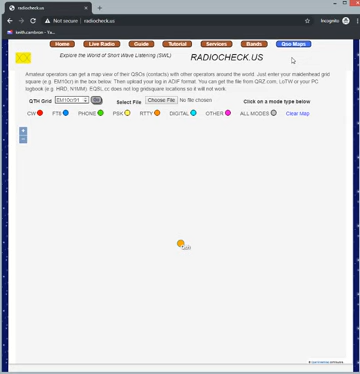 radiocheck.us
Not secure | radiocheck.us
Incognito
Home Live Radio Guide Tutorial Services Bands Qso Maps
Explore the World of Short Wave Listening (SWL)
RADIOCHECK.US
Amateur operators can get a map view of their QSOs (contacts) with other operators around the world. Just enter your maidenhead grid
square (e.g. EM10cr) in the box below. Then upload your log in ADIF format. You can get the file from QRZ.com, LoTW or your PC
logbook (e.g. HRD, N1MM). EQSL.cc does not log gridsquare locations so it will not work.
QTH Grid Go Select File Choose File No file chosen Click on a mode type below
CW FT8 PHONE PSK RTTY DIGITAL OTHER ALL MODES Clear Map
+
−